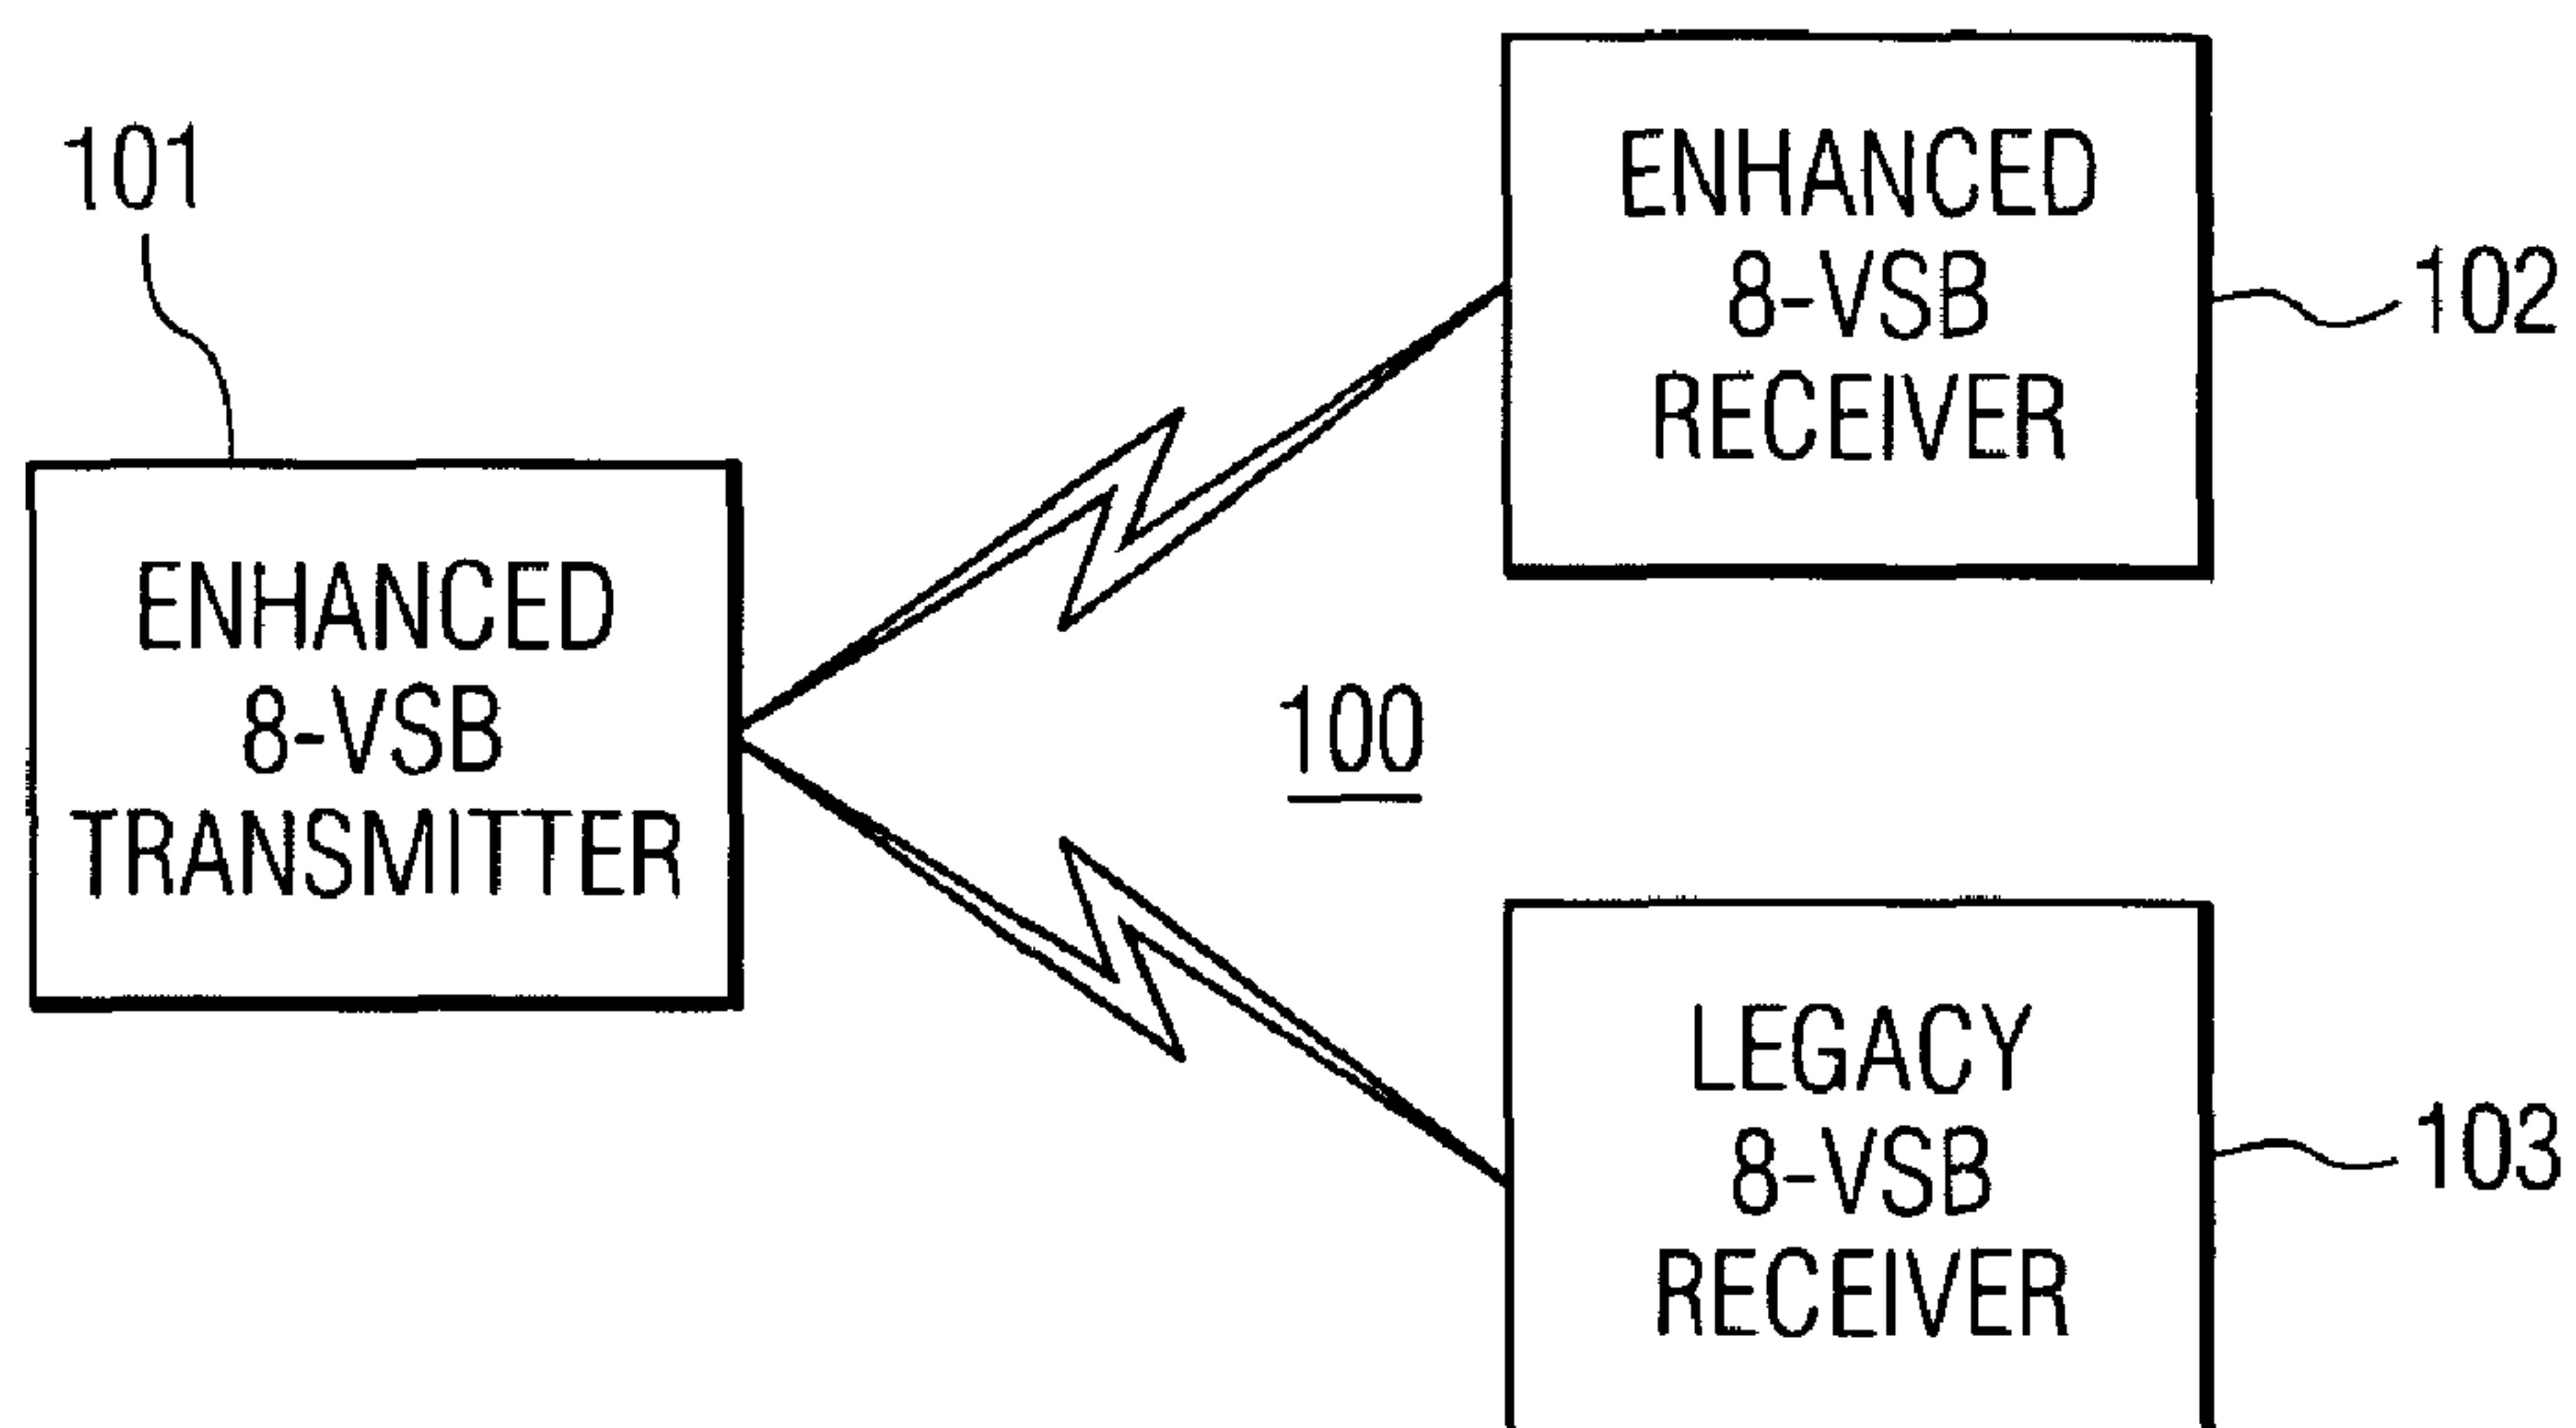 101
ENHANCED
8-VSB
TRANSMITTER
ENHANCED
8-VSB
RECEIVER
102
100
LEGACY
8-VSB
RECEIVER
103